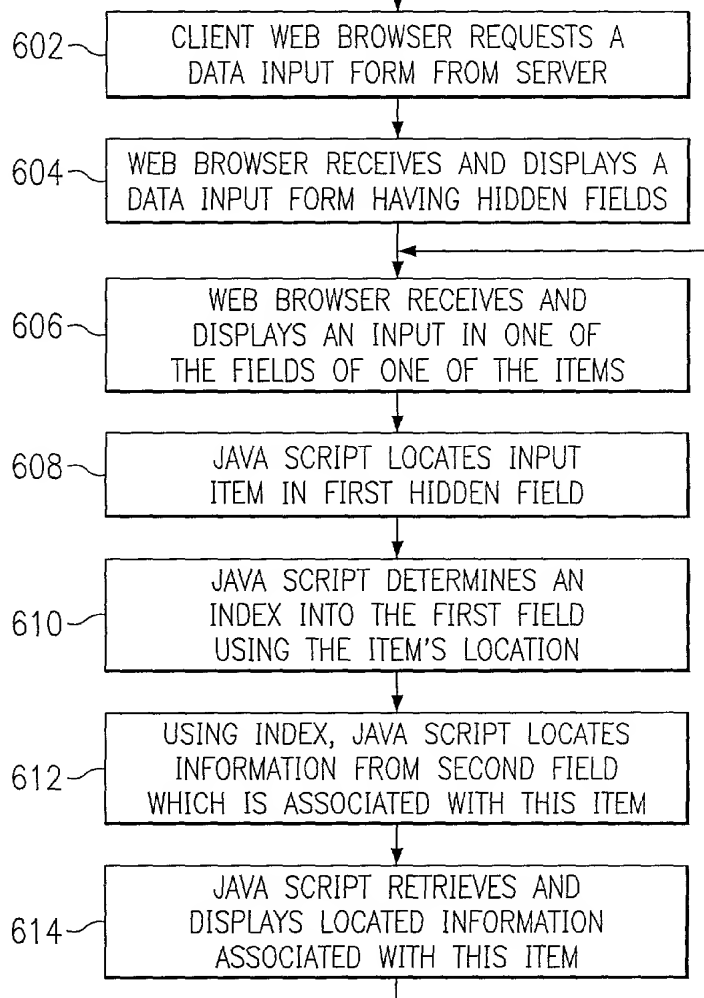 602
CLIENT WEB BROWSER REQUESTS A
DATA INPUT FORM FROM SERVER
604
WEB BROWSER RECEIVES AND DISPLAYS A
DATA INPUT FORM HAVING HIDDEN FIELDS
606
WEB BROWSER RECEIVES AND
DISPLAYS AN INPUT IN ONE OF
THE FIELDS OF ONE OF THE ITEMS
608
JAVA SCRIPT LOCATES INPUT
ITEM IN FIRST HIDDEN FIELD
610
JAVA SCRIPT DETERMINES AN
INDEX INTO THE FIRST FIELD
USING THE ITEM'S LOCATION
612
USING INDEX, JAVA SCRIPT LOCATES
INFORMATION FROM SECOND FIELD
WHICH IS ASSOCIATED WITH THIS ITEM
614
JAVA SCRIPT RETRIEVES AND
DISPLAYS LOCATED INFORMATION
ASSOCIATED WITH THIS ITEM